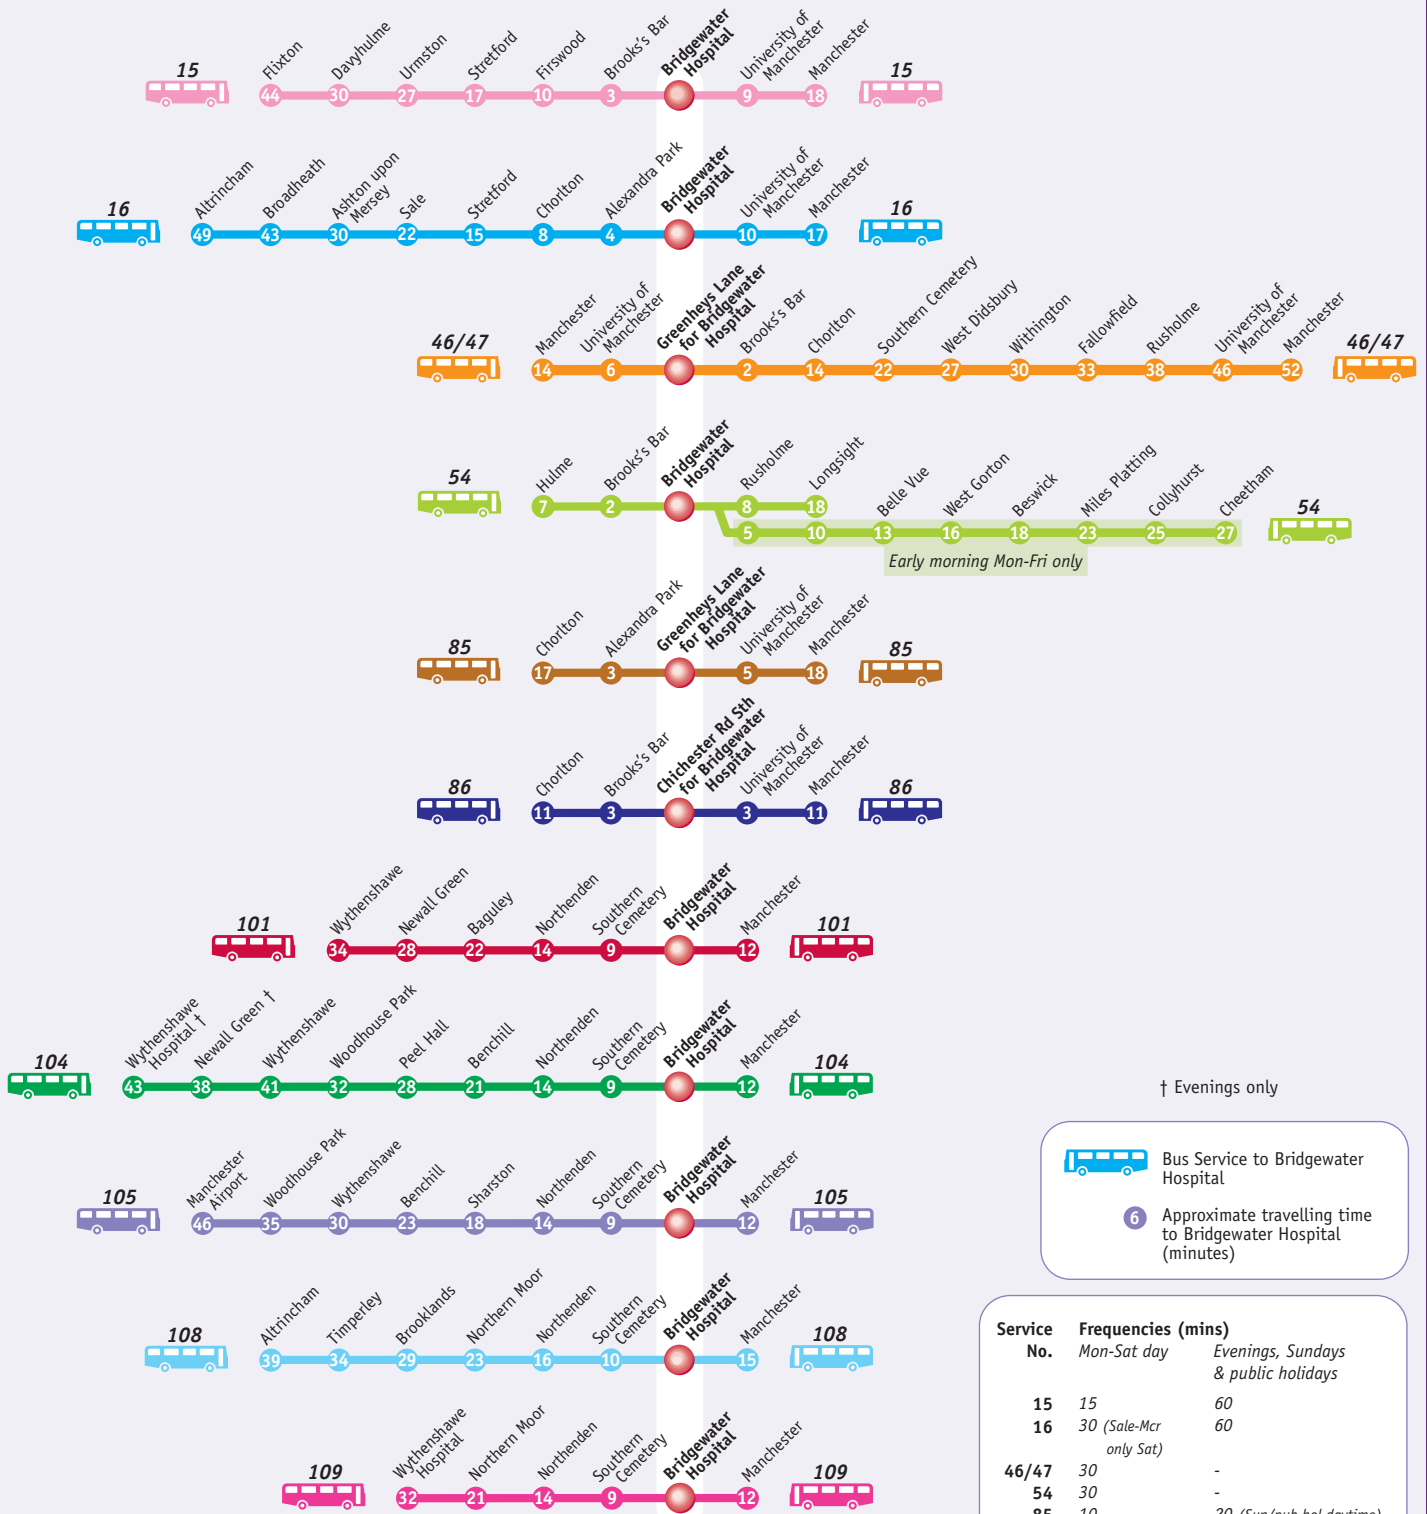 15
Flixton
Davyhulme
Urmston
Stretford
Firswood
Brooks's Bar
Bridgewater
Hospital
University of
Manchester
Manchester
15
44 30 27 17 10 3 9 18
16
Altrincham
Broadheath
Ashton upon
Mersey
Sale
Stretford
Chorlton
Alexandra Park
Bridgewater
Hospital
University of
Manchester
Manchester
16
49 43 30 22 15 8 4 10 17
46/47
Manchester
University of
Manchester
Greenheys Lane
for Bridgewater
Hospital
Brooks's Bar
Chorlton
Southern Cemetery
West Didsbury
Withington
Fallowfield
Rusholme
University of
Manchester
Manchester
46/47
14 6 2 14 22 27 30 33 38 46 52
54
Hulme
Brooks's Bar
Bridgewater
Hospital
Rusholme
Longsight
Belle Vue
West Gorton
Beswick
Miles Platting
Collyhurst
Cheetham
54
7 2 8 18
5 10 13 16 18 23 25 27
Early morning Mon-Fri only
85
Chorlton
Alexandra Park
Greenheys Lane
for Bridgewater
Hospital
University of
Manchester
Manchester
85
17 3 5 18
86
Chorlton
Brooks's Bar
Chichester Rd Sth
for Bridgewater
Hospital
University of
Manchester
Manchester
86
11 3 3 11
101
Wythenshawe
Newall Green
Baguley
Northenden
Southern
Cemetery
Bridgewater
Hospital
Manchester
101
34 28 22 14 9 12
104
Wythenshawe
Hospital †
Newall Green †
Wythenshawe
Woodhouse Park
Peel Hall
Benchill
Northenden
Southern
Cemetery
Bridgewater
Hospital
Manchester
104
43 38 41 32 28 21 14 9 12
105
Manchester
Airport
Woodhouse Park
Wythenshawe
Benchill
Sharston
Northenden
Southern
Cemetery
Bridgewater
Hospital
Manchester
105
46 35 30 23 18 14 9 12
108
Altrincham
Timperley
Brooklands
Northern Moor
Northenden
Southern
Cemetery
Bridgewater
Hospital
Manchester
108
39 34 29 23 16 10 15
109
Wythenshawe
Hospital
Northern Moor
Northenden
Southern
Cemetery
Bridgewater
Hospital
Manchester
109
32 21 14 9 12
† Evenings only
Bus Service to Bridgewater
Hospital
6 Approximate travelling time
to Bridgewater Hospital
(minutes)
Service Frequencies (mins)
No. Mon-Sat day Evenings, Sundays
& public holidays
15 15 60
16 30 (Sale-Mcr 60
only Sat)
46/47 30 -
54 30 -
85 10 20 (Sun/pub hol daytime)